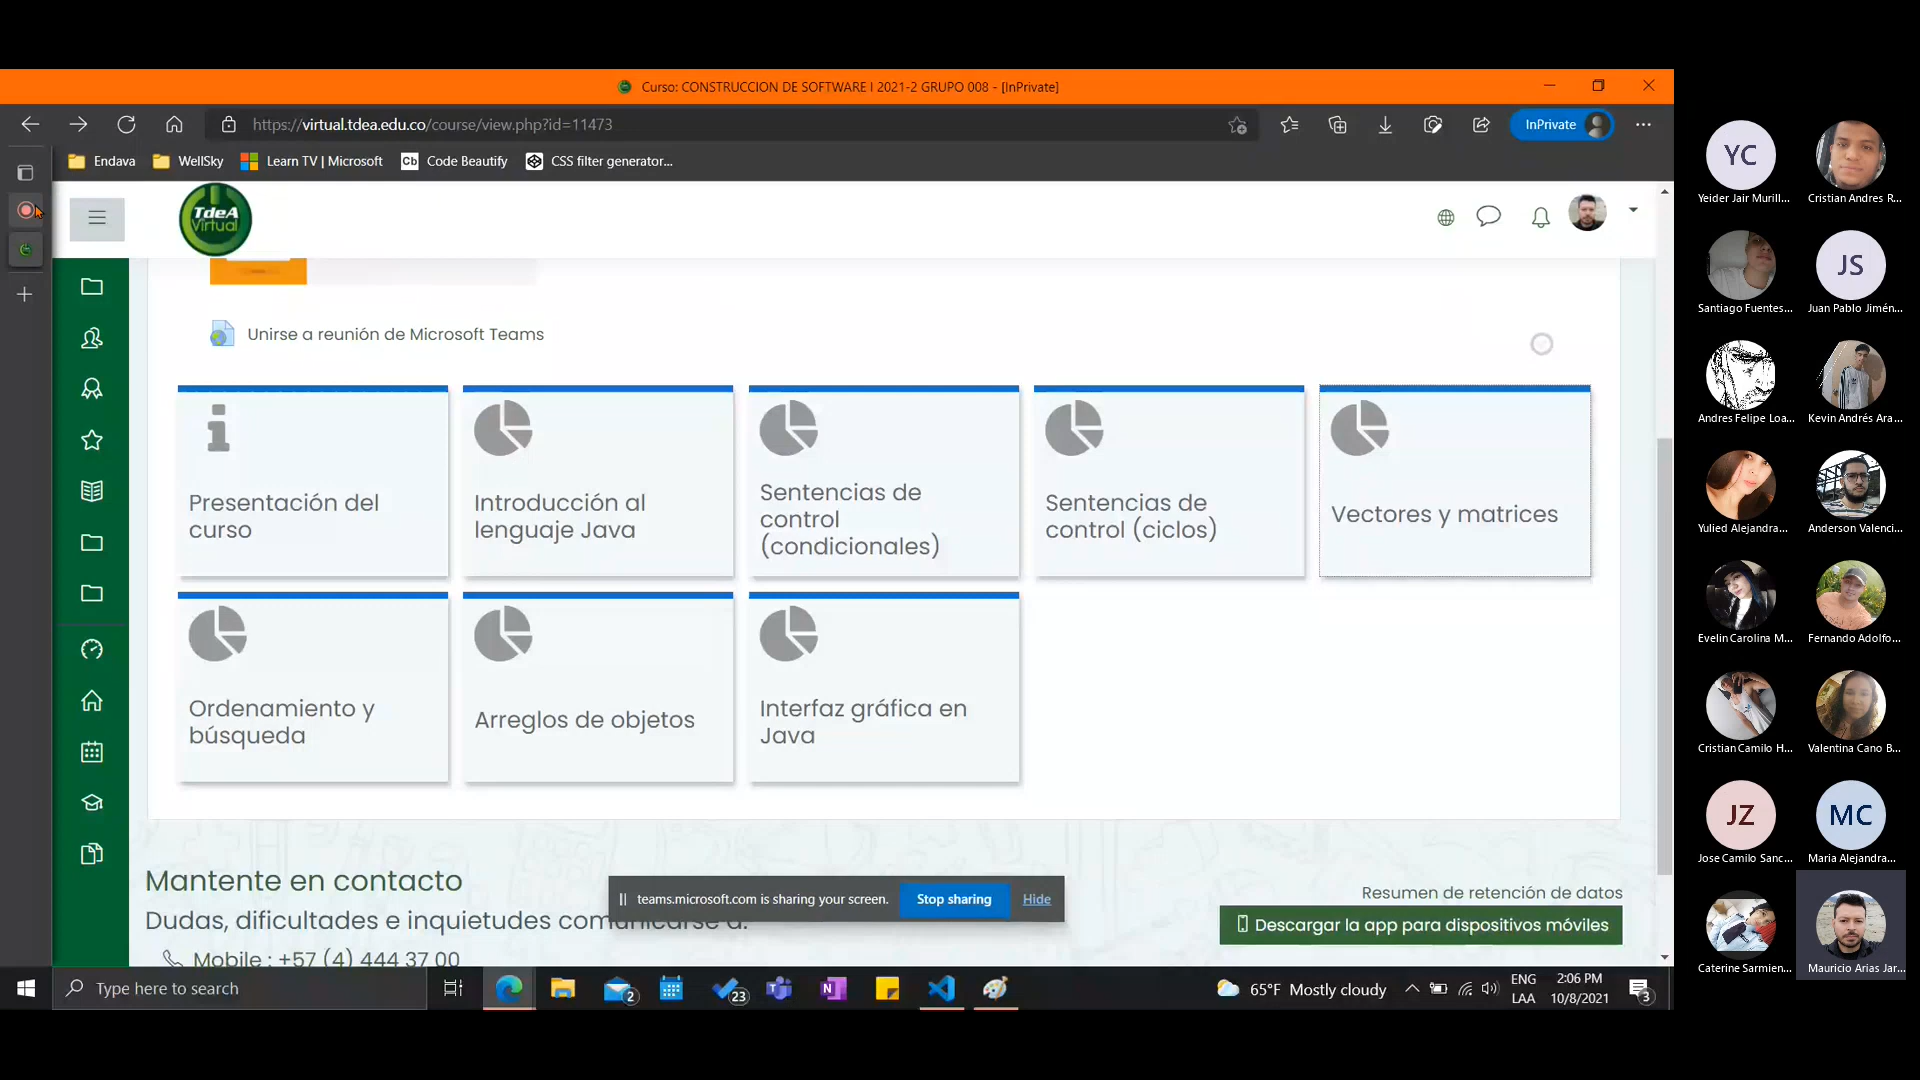 Curso: CONSTRUCCION DE SOFTWARE I 2021-2 GRUPO 008 - [InPrivate]
https://virtual.tdea.edu.co/course/view.php?id=11473
InPrivate
Endava
WellSky
Learn TV | Microsoft
Cb
Code Beautify
CSS filter generator...
TdeA
Virtual
Unirse a reunión de Microsoft Teams
Presentación del
curso
Introducción al
lenguaje Java
Sentencias de
control
(condicionales)
Sentencias de
control (ciclos)
Vectores y matrices
Ordenamiento y
búsqueda
Arreglos de objetos
Interfaz gráfica en
Java
Mantente en contacto
Dudas, dificultades e inquietudes comunicarse a:
Mobile : +57 (4) 444 37 00
teams.microsoft.com is sharing your screen.
Stop sharing
Hide
Resumen de retención de datos
Descargar la app para dispositivos móviles
Type here to search
2
23
65°F Mostly cloudy
ENG
LAA
2:06 PM
10/8/2021
3
YC
Yeider Jair Murill...
Cristian Andres R...
Santiago Fuentes...
JS
Juan Pablo Jimén...
Andres Felipe Loa...
Kevin Andrés Ara...
Yulied Alejandra...
Anderson Valenci...
Evelin Carolina M...
Fernando Adolfo...
Cristian Camilo H...
Valentina Cano B...
JZ
Jose Camilo Sanc...
MC
Maria Alejandra...
Caterine Sarmien...
Mauricio Arias Jar...